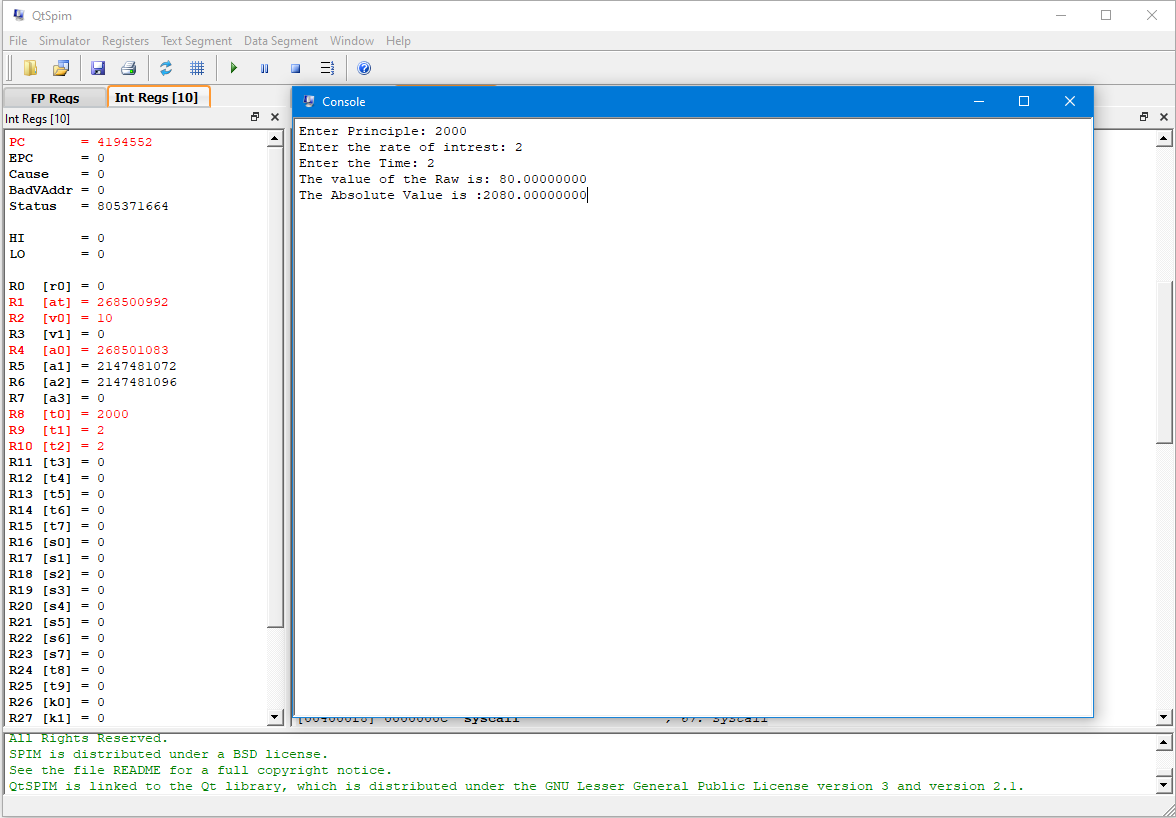 QtSpim
File Simulator Registers Text Segment Data Segment Window Help
FP Regs Int Regs [10]
Int Regs [10]
PC = 4194552
EPC = 0
Cause = 0
BadVAddr = 0
Status = 805371664
HI = 0
LO = 0
R0 [r0] = 0
R1 [at] = 268500992
R2 [v0] = 10
R3 [v1] = 0
R4 [a0] = 268501083
R5 [a1] = 2147481072
R6 [a2] = 2147481096
R7 [a3] = 0
R8 [t0] = 2000
R9 [t1] = 2
R10 [t2] = 2
R11 [t3] = 0
R12 [t4] = 0
R13 [t5] = 0
R14 [t6] = 0
R15 [t7] = 0
R16 [s0] = 0
R17 [s1] = 0
R18 [s2] = 0
R19 [s3] = 0
R20 [s4] = 0
R21 [s5] = 0
R22 [s6] = 0
R23 [s7] = 0
R24 [t8] = 0
R25 [t9] = 0
R26 [k0] = 0
R27 [k1] = 0
Console
Enter Principle: 2000
Enter the rate of intrest: 2
Enter the Time: 2
The value of the Raw is: 80.00000000
The Absolute Value is :2080.00000000
[004000f8] 0000000c syscall ; 67: syscall
All Rights Reserved.
SPIM is distributed under a BSD license.
See the file README for a full copyright notice.
QtSPIM is linked to the Qt library, which is distributed under the GNU Lesser General Public License version 3 and version 2.1.